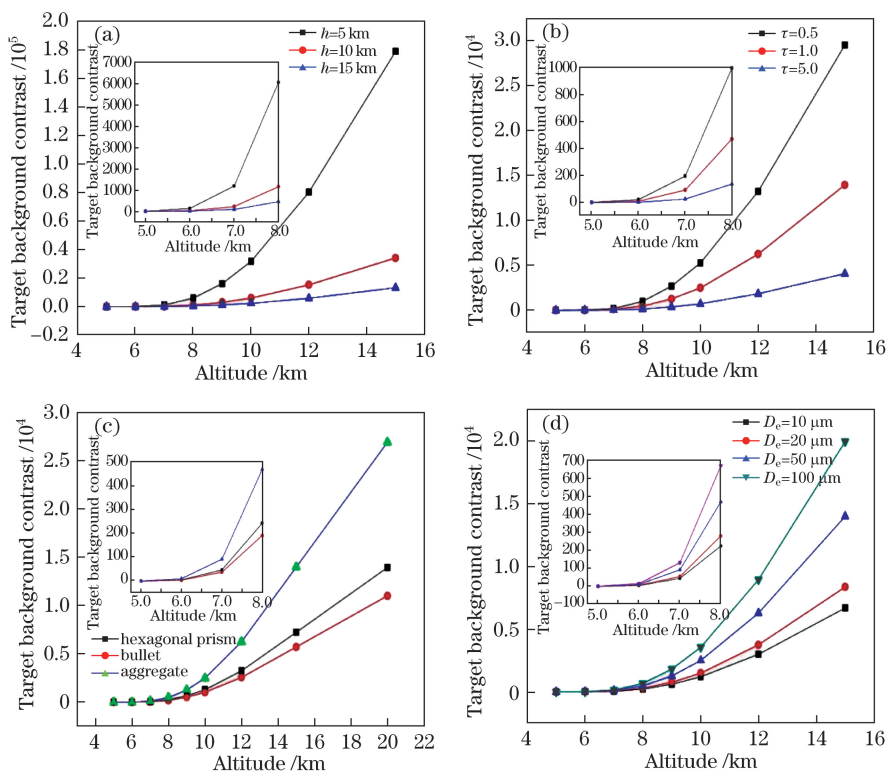 (a)
h=5 km
h=10 km
h=15 km
Target background contrast /10⁵
2.0
1.8
1.6
1.4
1.2
1.0
0.8
0.6
0.4
0.2
0.0
−0.2
4 6 8 10 12 14 16
Altitude /km
Target background contrast
7000
6000
5000
4000
3000
2000
1000
0
5.0 6.0 7.0 8.0
Altitude /km
(b)
τ=0.5
τ=1.0
τ=5.0
Target background contrast /10⁴
3.0
2.5
2.0
1.5
1.0
0.5
0
4 6 8 10 12 14 16
Altitude /km
Target background contrast
1000
800
600
400
200
0
5.0 6.0 7.0 8.0
Altitude /km
(c)
Target background contrast /10⁴
3.0
2.5
2.0
1.5
1.0
0.5
0
4 6 8 10 12 14 16 18 20 22
Altitude /km
hexagonal prism
bullet
aggregate
Target background contrast
500
400
300
200
100
0
5.0 6.0 7.0 8.0
Altitude /km
(d)
Dₑ=10 μm
Dₑ=20 μm
Dₑ=50 μm
Dₑ=100 μm
Target background contrast /10⁴
2.0
1.5
1.0
0.5
0
4 6 8 10 12 14 16
Altitude /km
Target background contrast
700
600
500
400
300
200
100
0
−100
5.0 6.0 7.0 8.0
Altitude /km